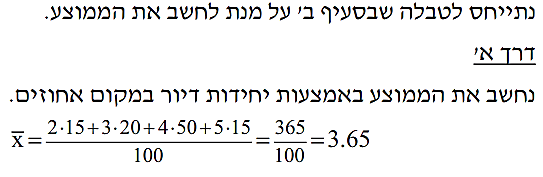 נתייחס לטבלה שבסעיף ב' על מנת לחשב את הממוצע.
דרך א'
נחשב את הממוצע באמצעות יחידות דיור במקום אחוזים.
x̄ = (2·15+3·20+4·50+5·15)/100 = 365/100 = 3.65